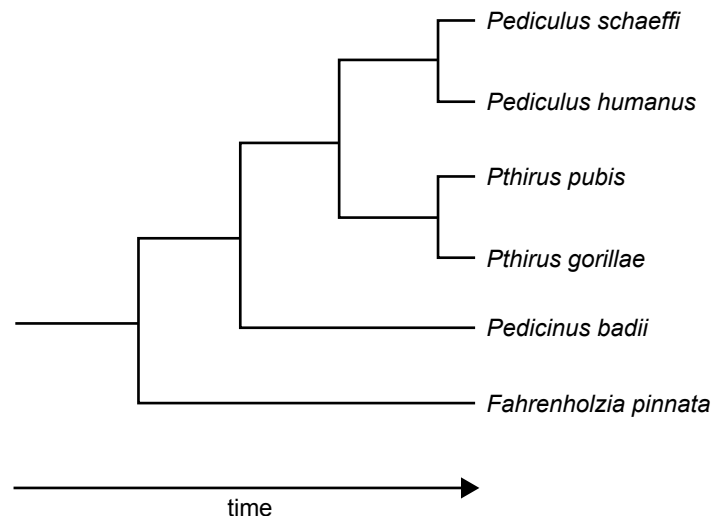 Pediculus schaeffi
Pediculus humanus
Pthirus pubis
Pthirus gorillae
Pedicinus badii
Fahrenholzia pinnata
time